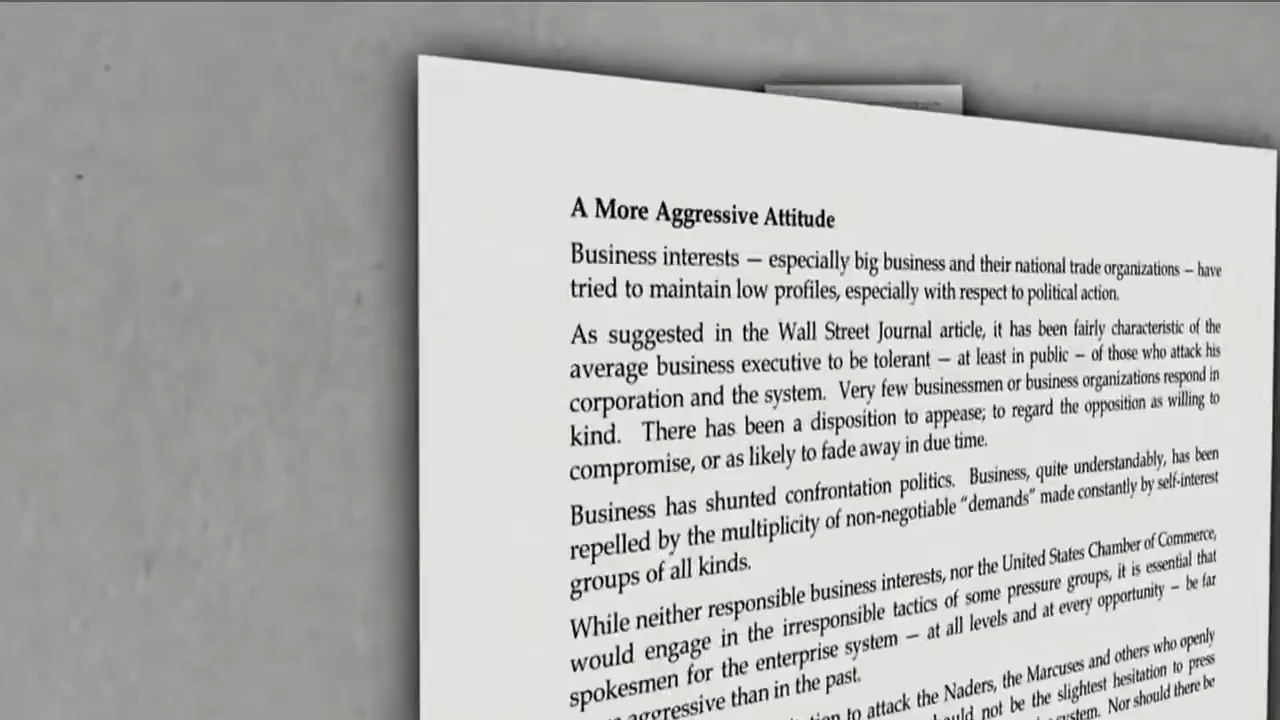 A More Aggressive Attitude
Business interests — especially big business and their national trade organizations — have
tried to maintain low profiles, especially with respect to political action.
As suggested in the Wall Street Journal article, it has been fairly characteristic of the
average business executive to be tolerant — at least in public — of those who attack his
corporation and the system. Very few businessmen or business organizations respond in
kind. There has been a disposition to appease; to regard the opposition as willing to
compromise, or as likely to fade away in due time.
Business has shunted confrontation politics. Business, quite understandably, has been
repelled by the multiplicity of non-negotiable “demands” made constantly by self-interest
groups of all kinds.
While neither responsible business interests, nor the United States Chamber of Commerce,
would engage in the irresponsible tactics of some pressure groups, it is essential that
spokesmen for the enterprise system — at all levels and at every opportunity — be far
aggressive than in the past.
to attack the Naders, the Marcuses and others who openly
not be the slightest hesitation to press
Nor should there be